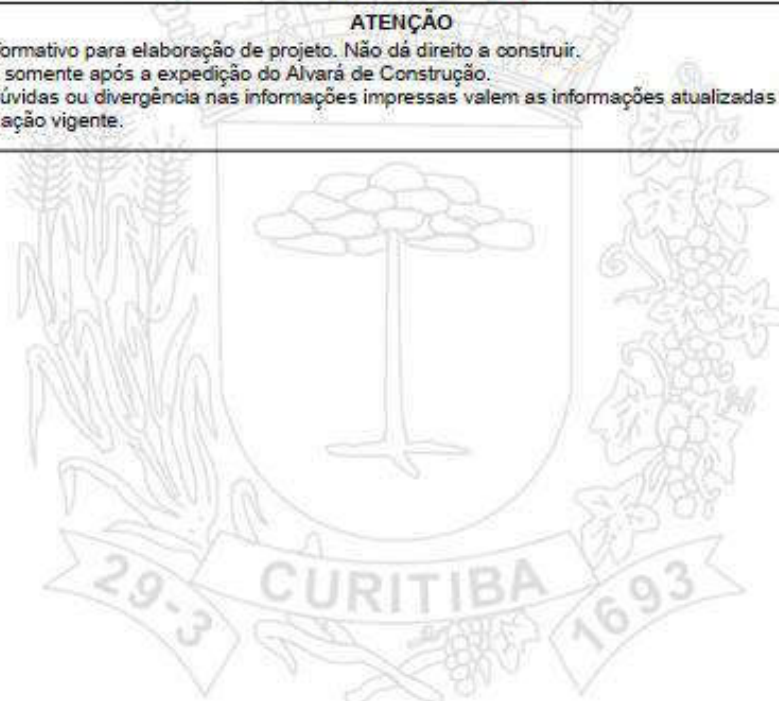 ATENÇÃO
formativo para elaboração de projeto. Não dá direito a construir.
somente após a expedição do Alvará de Construção.
úvidas ou divergência nas informações impressas valem as informações atualizadas
ação vigente.
29-3 CURITIBA 1693